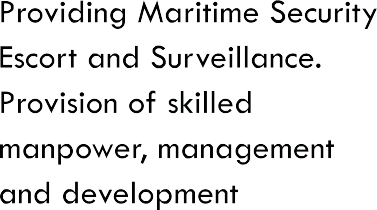 Providing Maritime Security
Escort and Surveillance.
Provision of skilled
manpower, management
and development